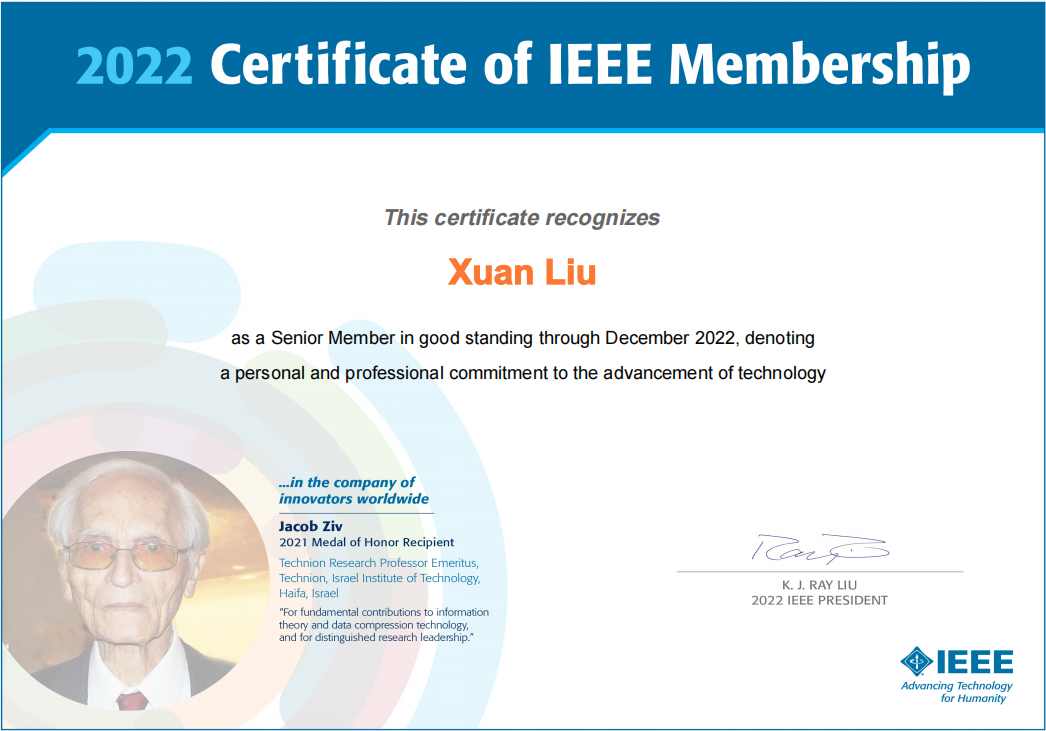 2022 Certificate of IEEE Membership
This certificate recognizes
Xuan Liu
as a Senior Member in good standing through December 2022, denoting
a personal and professional commitment to the advancement of technology
...in the company of
innovators worldwide
Jacob Ziv
2021 Medal of Honor Recipient
Technion Research Professor Emeritus,
Technion, Israel Institute of Technology,
Haifa, Israel
"For fundamental contributions to information
theory and data compression technology,
and for distinguished research leadership."
K. J. RAY LIU
2022 IEEE PRESIDENT
IEEE
Advancing Technology
for Humanity